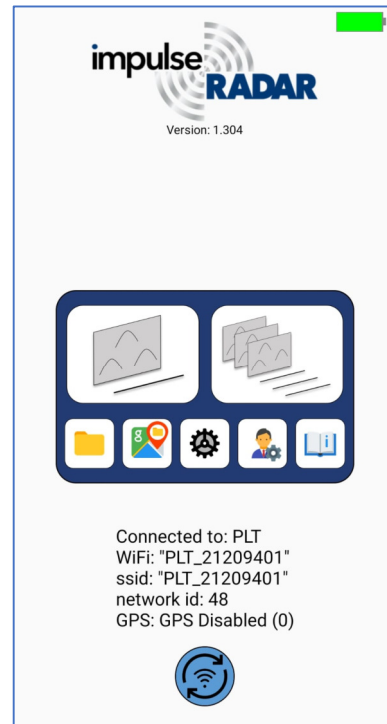 impulse
RADAR
Version: 1.304
g
i
Connected to: PLT
WiFi: "PLT_21209401"
ssid: "PLT_21209401"
network id: 48
GPS: GPS Disabled (0)